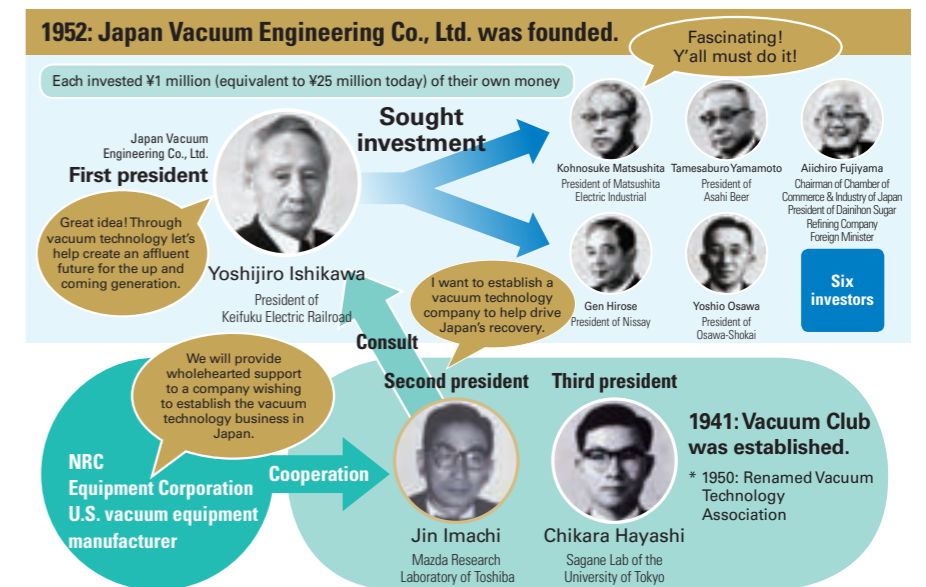 1952: Japan Vacuum Engineering Co., Ltd. was founded.
Fascinating!
Y'all must do it!
Each invested ¥1 million (equivalent to ¥25 million today) of their own money
Sought
investment
Japan Vacuum
Engineering Co., Ltd.
First president
Great idea! Through
vacuum technology let's
help create an affluent
future for the up and
coming generation.
Yoshijiro Ishikawa
President of
Keifuku Electric Railroad
Kohnosuke Matsushita
President of Matsushita
Electric Industrial
Tamesaburo Yamamoto
President of
Asahi Beer
Aiichiro Fujiyama
Chairman of Chamber of
Commerce & Industry of Japan
President of Dainihon Sugar
Refining Company
Foreign Minister
Gen Hirose
President of Nissay
Yoshio Osawa
President of
Osawa-Shokai
Six
investors
I want to establish a
vacuum technology
company to help drive
Japan's recovery.
Consult
We will provide
wholehearted support
to a company wishing
to establish the vacuum
technology business in
Japan.
NRC
Equipment Corporation
U.S. vacuum equipment
manufacturer
Cooperation
Second president
Jin Imachi
Mazda Research
Laboratory of Toshiba
Third president
Chikara Hayashi
Sagane Lab of the
University of Tokyo
1941: Vacuum Club
was established.
* 1950: Renamed Vacuum
Technology
Association